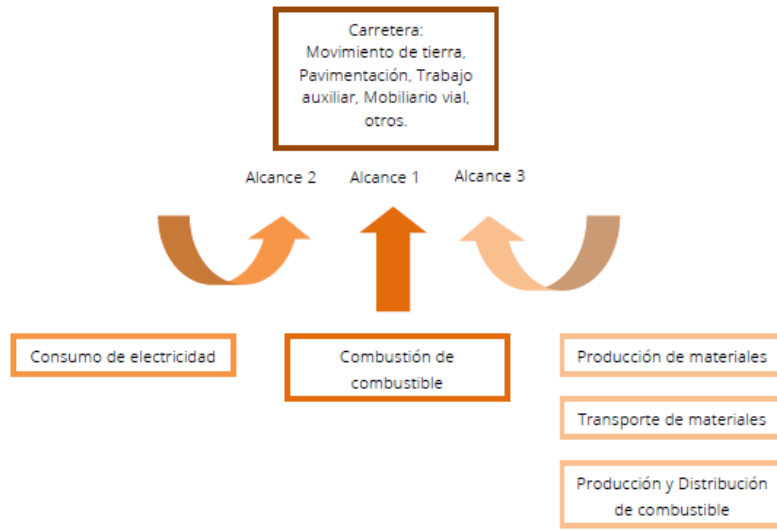 Carretera:
Movimiento de tierra,
Pavimentación, Trabajo
auxiliar, Mobiliario vial,
otros.
Alcance 2 Alcance 1 Alcance 3
Consumo de electricidad
Combustión de
combustible
Producción de materiales
Transporte de materiales
Producción y Distribución
de combustible